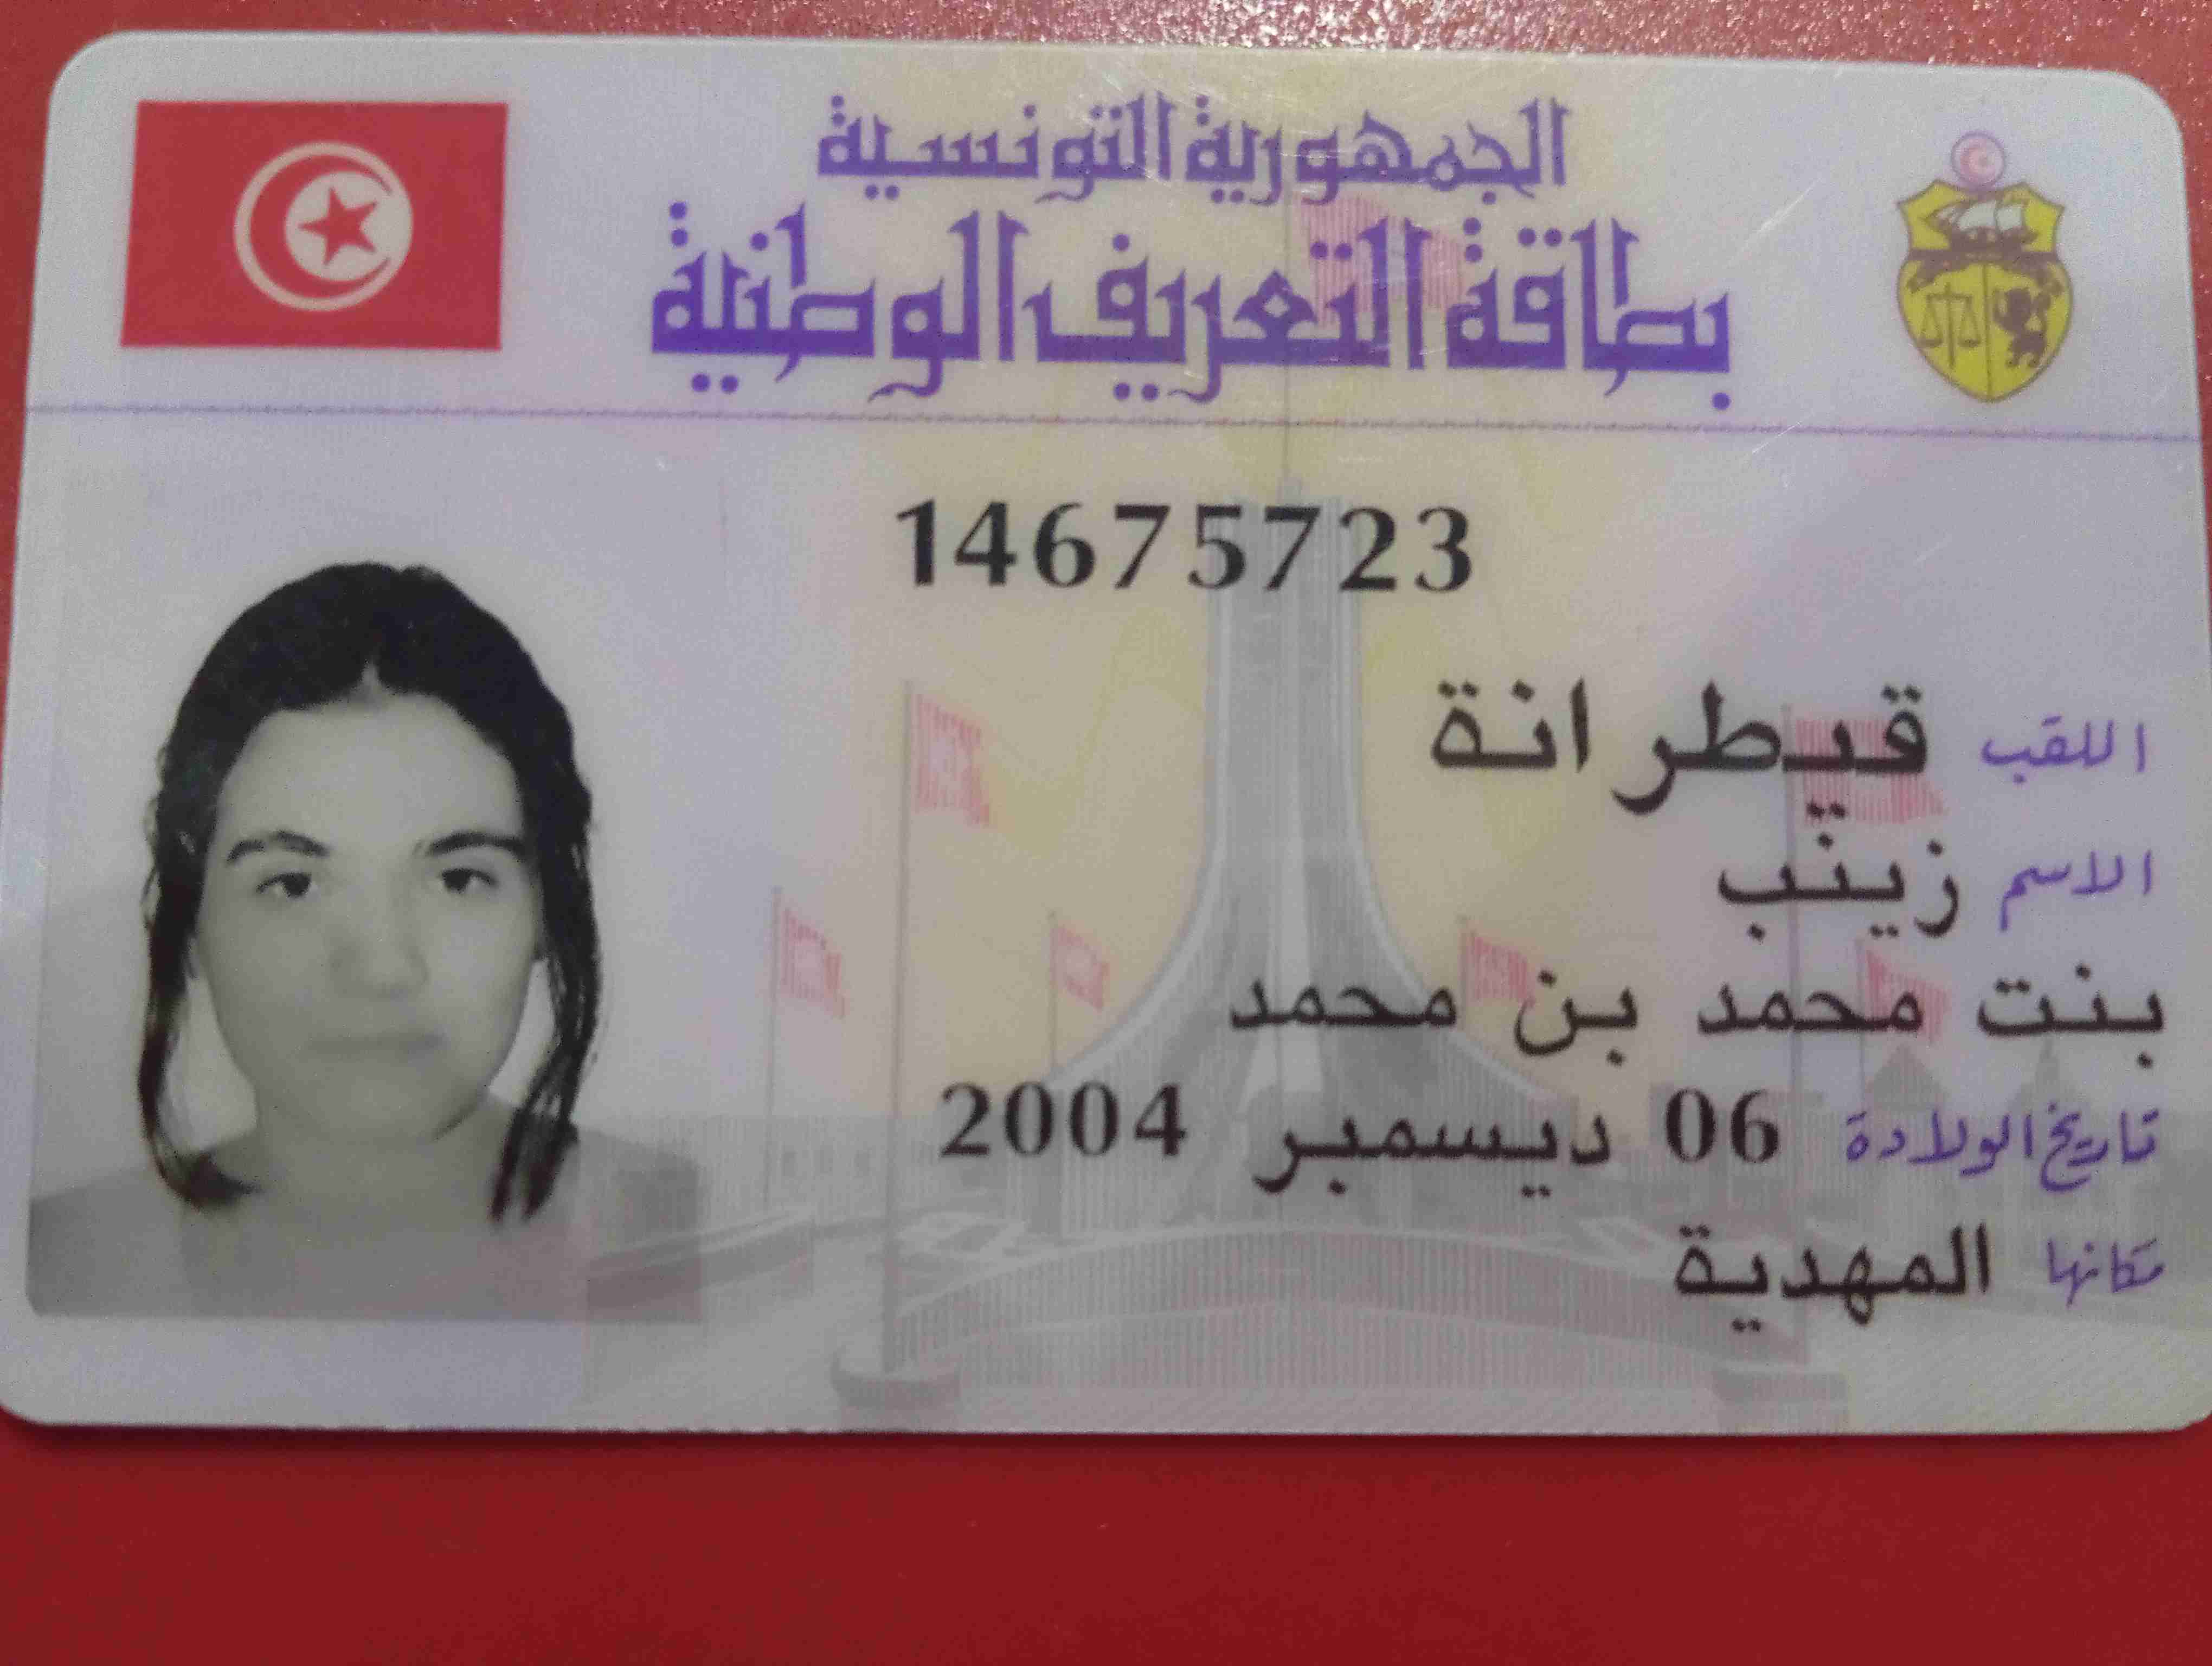 الجمهورية التونسية
بطاقة التعريف الوطنية
14675723
اللقب قيطرانة
الاسم زينب
بنت محمد بن محمد
تاريخ الولادة 06 ديسمبر 2004
مكانها المهدية